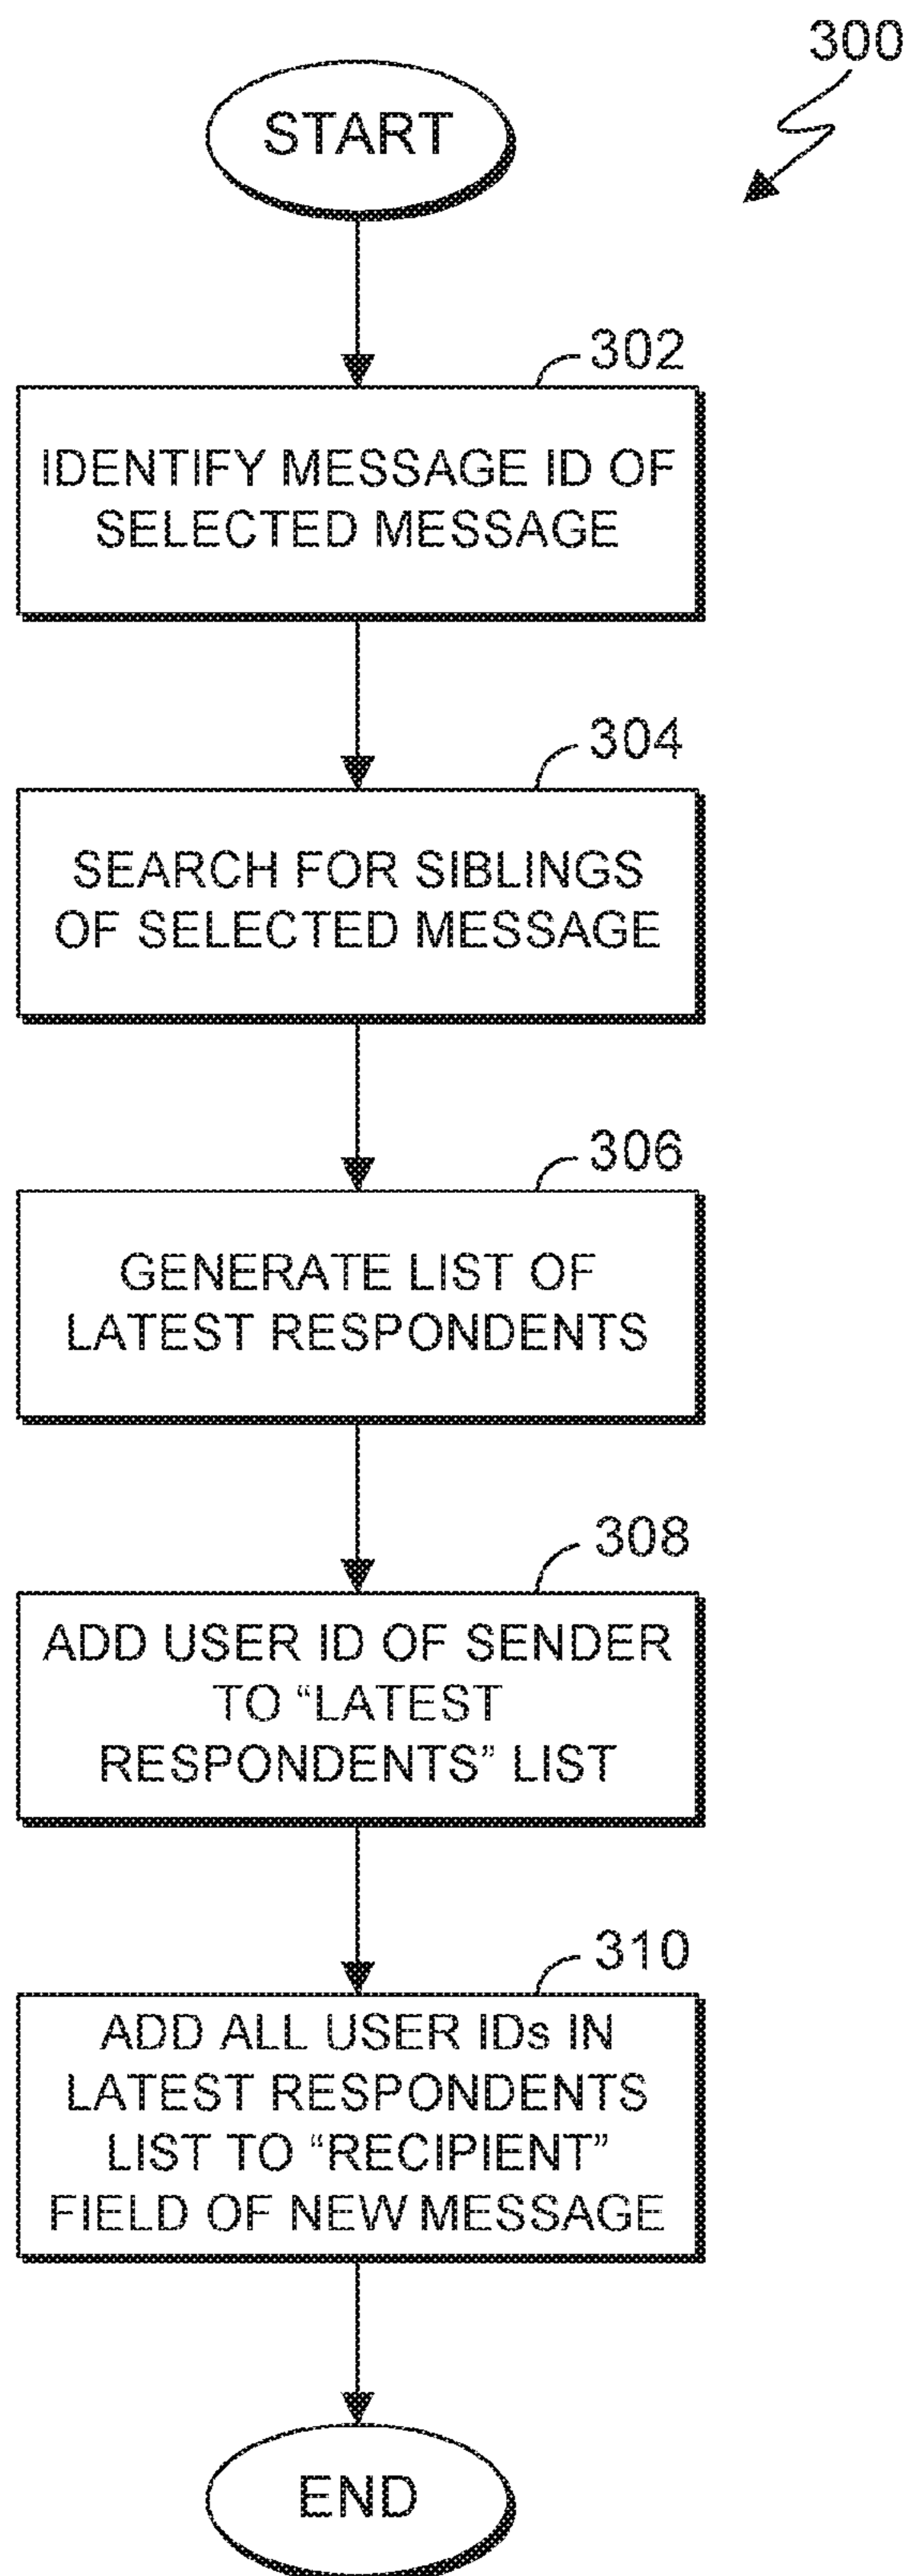 300
START
302
IDENTIFY MESSAGE ID OF
SELECTED MESSAGE
304
SEARCH FOR SIBLINGS
OF SELECTED MESSAGE
306
GENERATE LIST OF
LATEST RESPONDENTS
308
ADD USER ID OF SENDER
TO “LATEST
RESPONDENTS” LIST
310
ADD ALL USER IDs IN
LATEST RESPONDENTS
LIST TO “RECIPIENT”
FIELD OF NEW MESSAGE
END